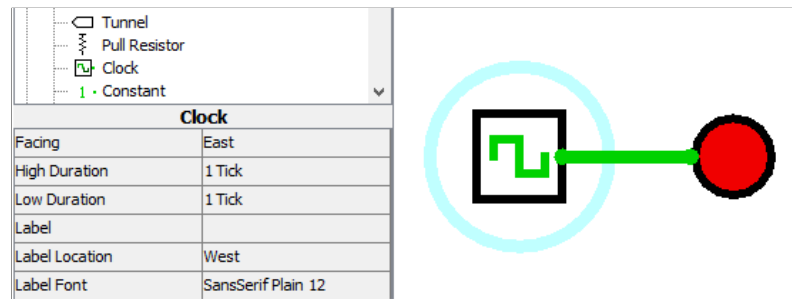 Tunnel
Pull Resistor
Clock
1 Constant
Clock
Facing East
High Duration 1 Tick
Low Duration 1 Tick
Label
Label Location West
Label Font SansSerif Plain 12